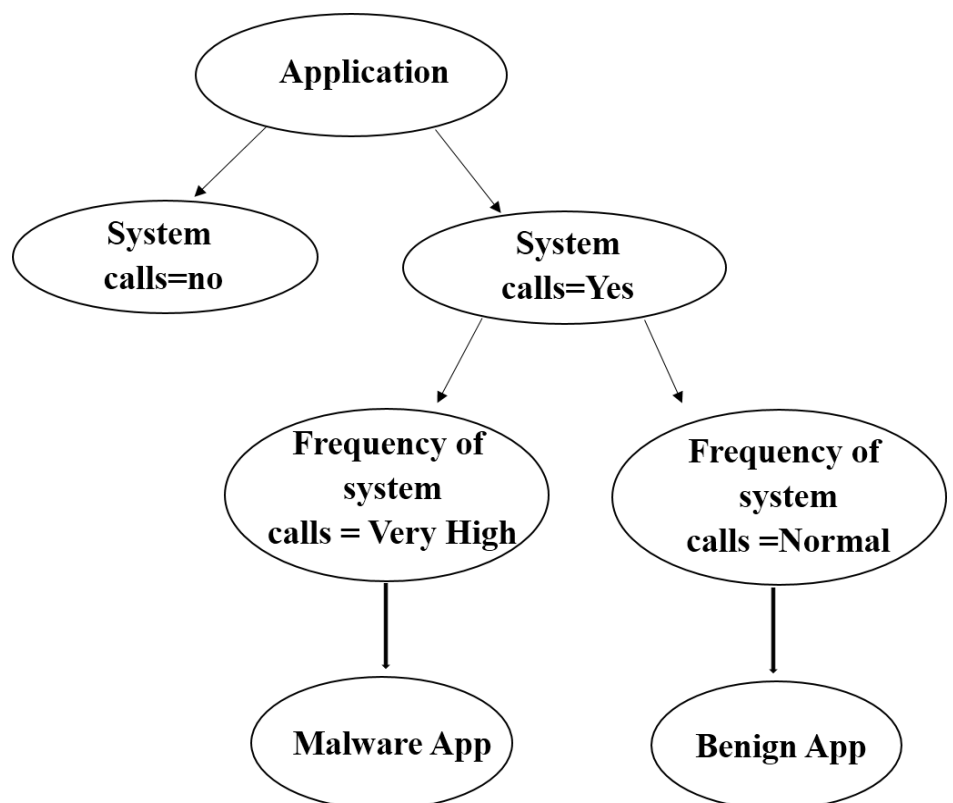 Application
System
calls=no
System
calls=Yes
Frequency of
system
calls = Very High
Frequency of
system
calls =Normal
Malware App
Benign App